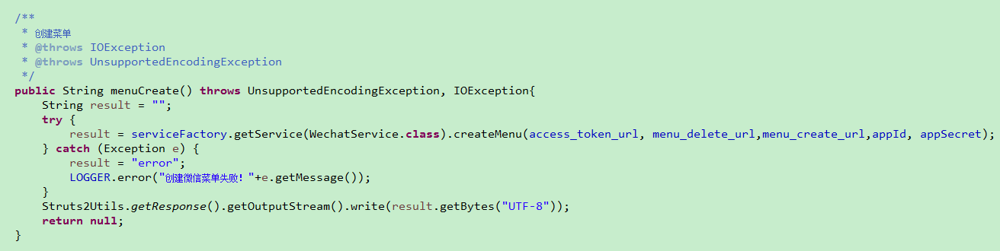 /**
 * 创建菜单
 * @throws IOException
 * @throws UnsupportedEncodingException
 */
public String menuCreate() throws UnsupportedEncodingException, IOException{
    String result = "";
    try {
        result = serviceFactory.getService(WechatService.class).createMenu(access_token_url, menu_delete_url,menu_create_url,appId, appSecret);
    } catch (Exception e) {
        result = "error";
        LOGGER.error("创建微信菜单失败！"+e.getMessage());
    }
    Struts2Utils.getResponse().getOutputStream().write(result.getBytes("UTF-8"));
    return null;
}